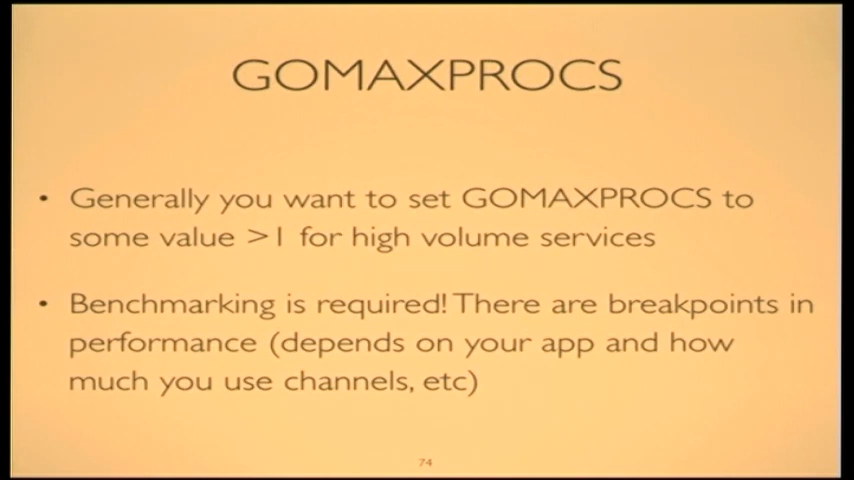 GOMAXPROCS
• Generally you want to set GOMAXPROCS to
some value >1 for high volume services
• Benchmarking is required! There are breakpoints in
performance (depends on your app and how
much you use channels, etc)
74